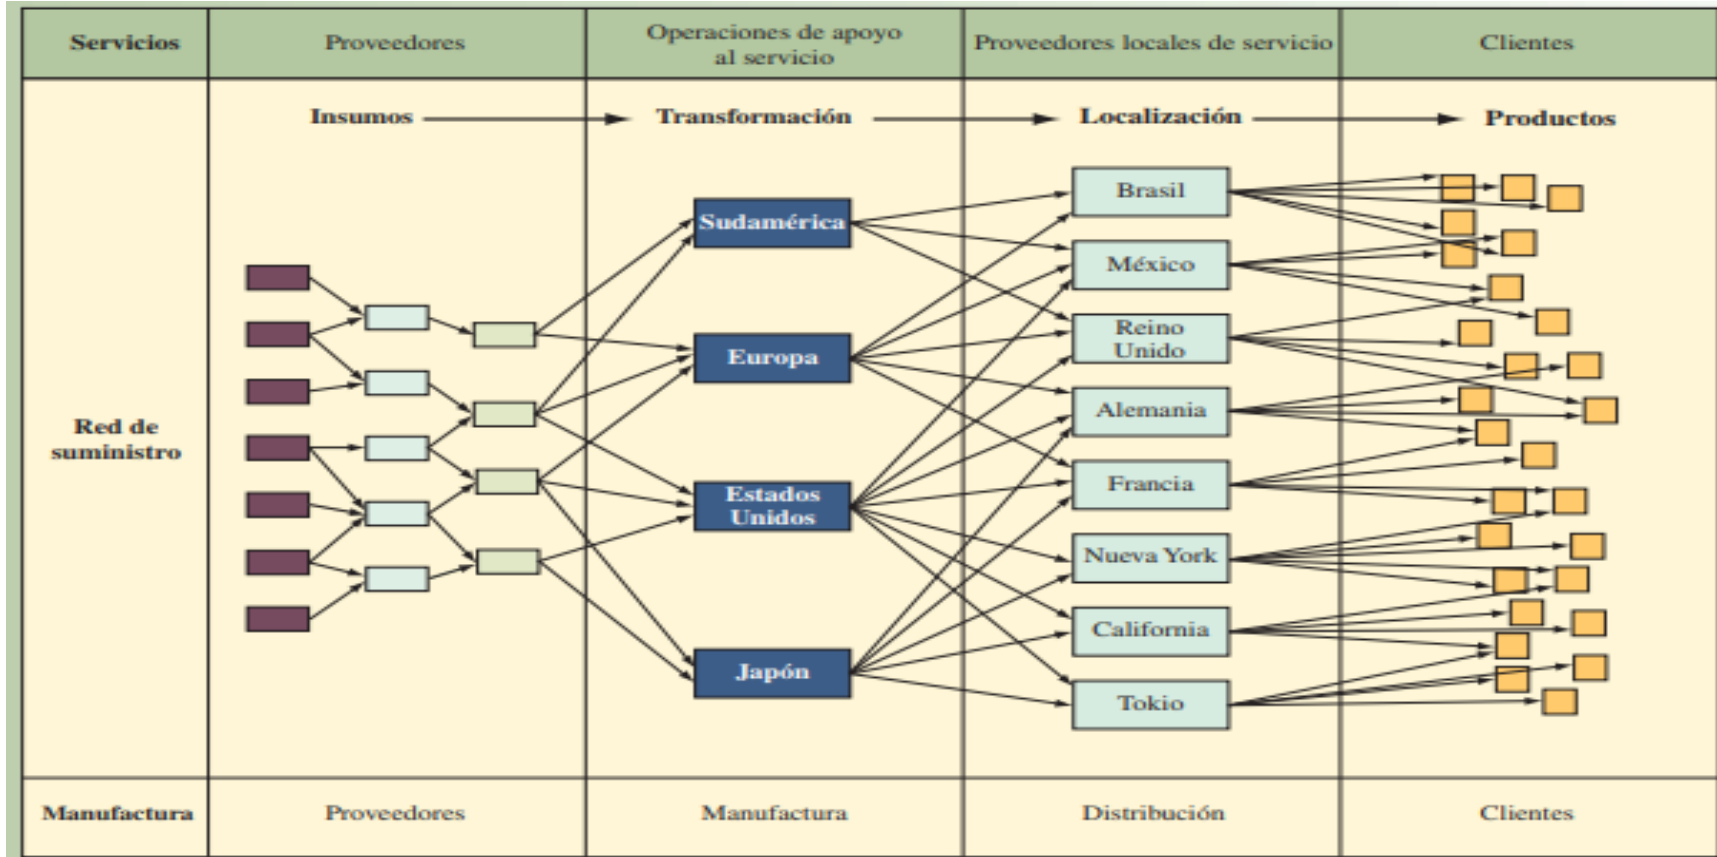 Servicios
Proveedores
Operaciones de apoyo
al servicio
Proveedores locales de servicio
Clientes
Red de
suministro
Insumos
Transformación
Localización
Productos
Sudamérica
Europa
Estados
Unidos
Japón
Brasil
México
Reino
Unido
Alemania
Francia
Nueva York
California
Tokio
Manufactura
Proveedores
Manufactura
Distribución
Clientes